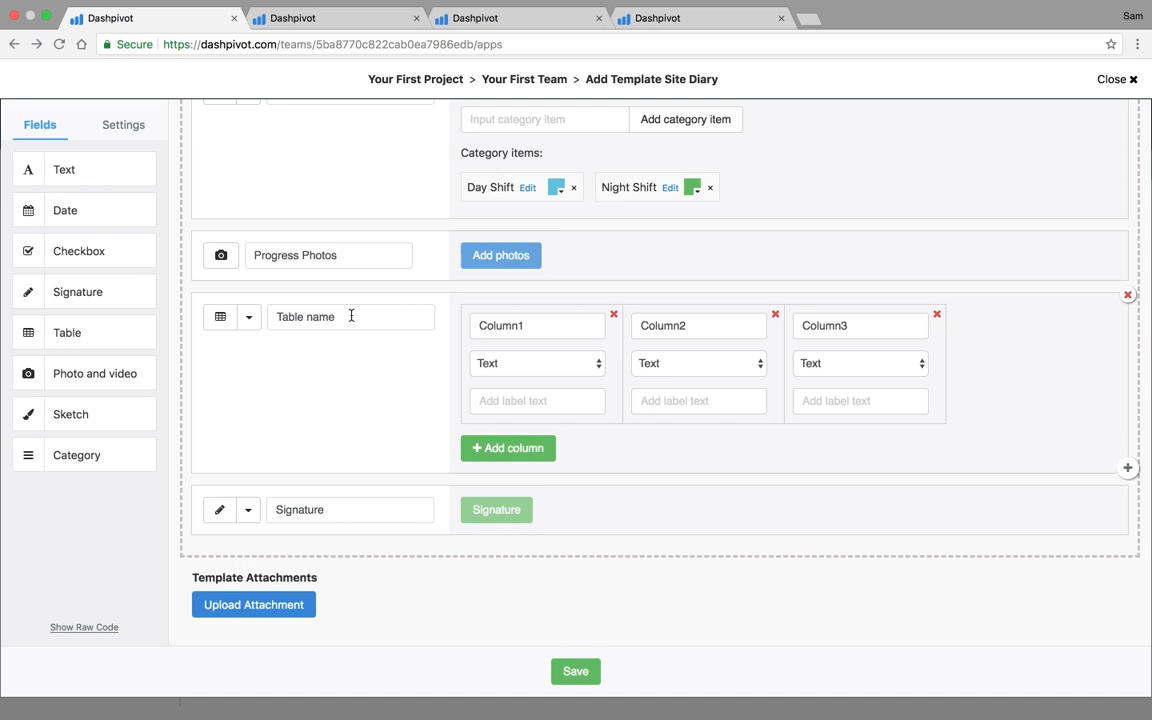 Dashpivot
Dashpivot
Dashpivot
Dashpivot
Sam
Secure
https://dashpivot.com/teams/5ba8770c822cab0ea7986edb/apps
Your First Project > Your First Team > Add Template Site Diary
Close ✖
Fields
Settings
Text
Date
Checkbox
Signature
Table
Photo and video
Sketch
Category
Show Raw Code
Input category item
Add category item
Category items:
Day Shift Edit ×
Night Shift Edit ×
Progress Photos
Add photos
Table name
Column1
Column2
Column3
Text
Text
Text
Add label text
Add label text
Add label text
+ Add column
Signature
Signature
Template Attachments
Upload Attachment
Save